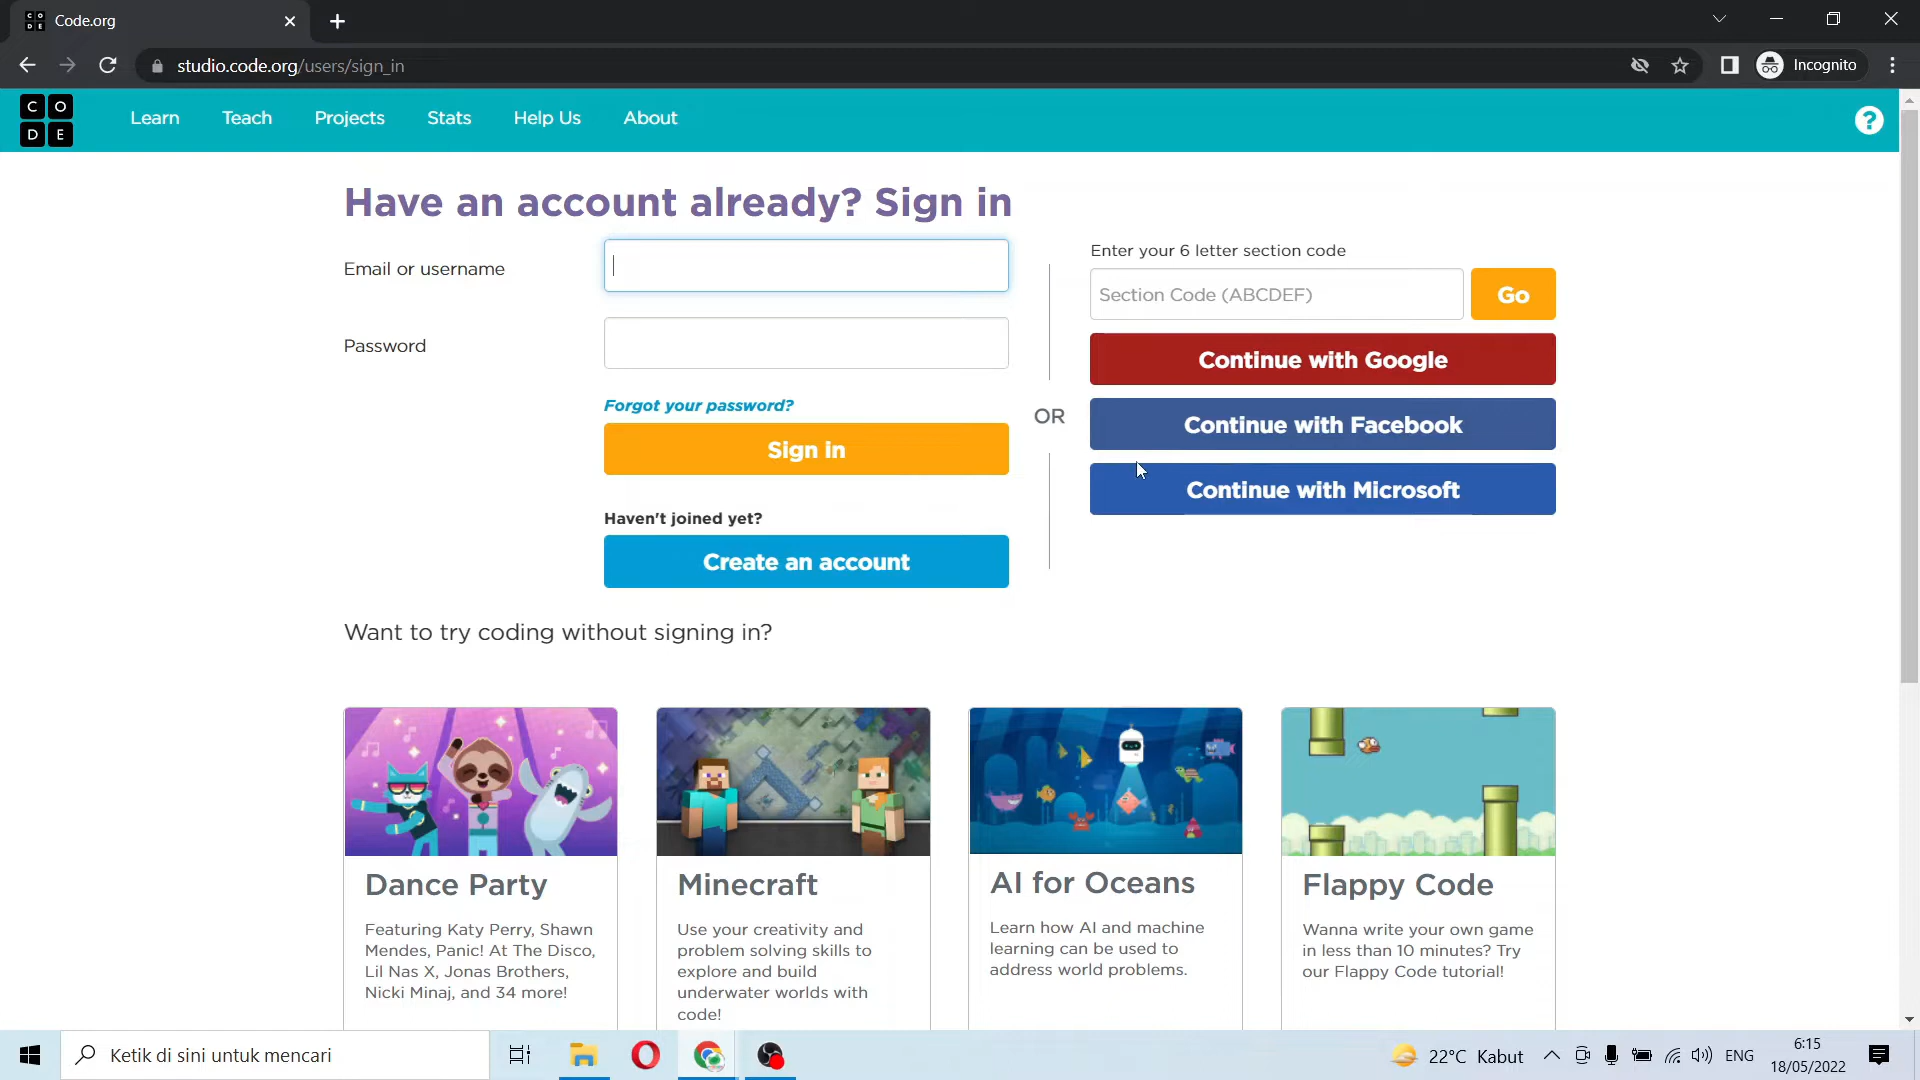 Code.org
studio.code.org/users/sign_in
Incognito
C O
D E
Learn
Teach
Projects
Stats
Help Us
About
?
Have an account already? Sign in
Email or username
Password
Forgot your password?
Sign in
Haven't joined yet?
Create an account
OR
Enter your 6 letter section code
Section Code (ABCDEF)
Go
Continue with Google
Continue with Facebook
Continue with Microsoft
Want to try coding without signing in?
Dance Party
Featuring Katy Perry, Shawn
Mendes, Panic! At The Disco,
Lil Nas X, Jonas Brothers,
Nicki Minaj, and 34 more!
Minecraft
Use your creativity and
problem solving skills to
explore and build
underwater worlds with
code!
AI for Oceans
Learn how AI and machine
learning can be used to
address world problems.
Flappy Code
Wanna write your own game
in less than 10 minutes? Try
our Flappy Code tutorial!
Ketik di sini untuk mencari
22°C Kabut
ENG
6:15
18/05/2022